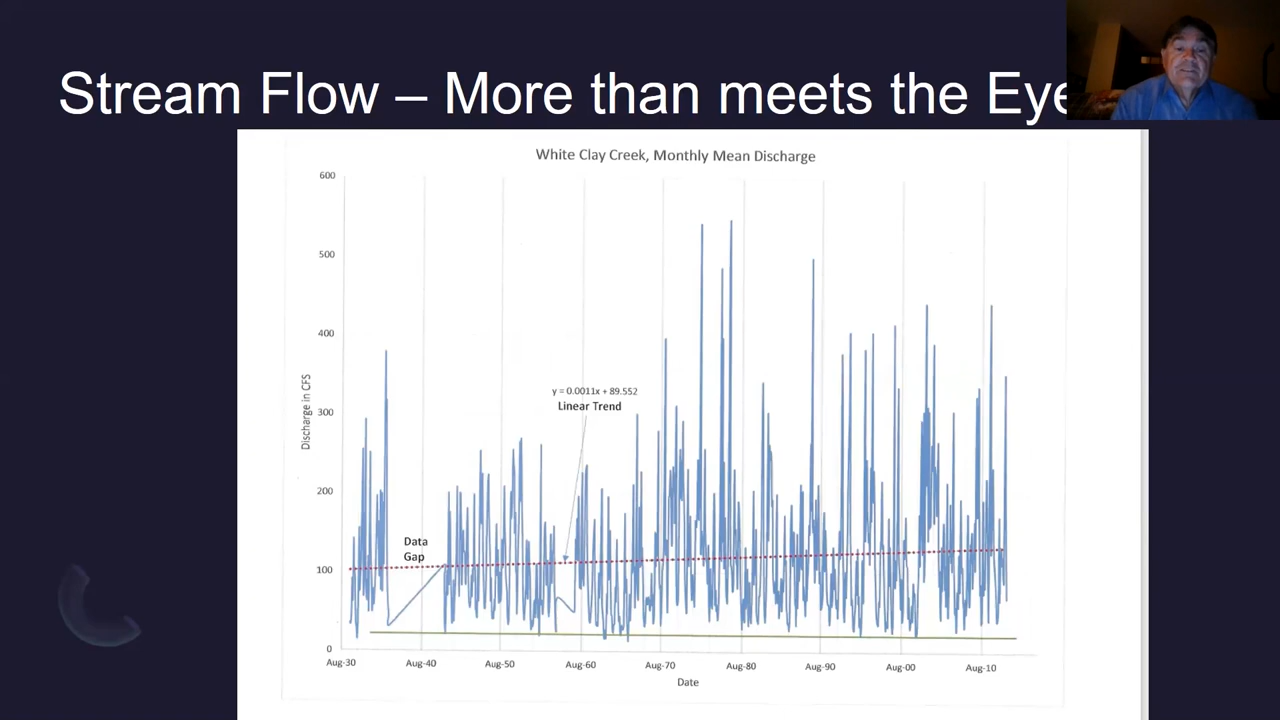 Stream Flow – More than meets the Eye
White Clay Creek, Monthly Mean Discharge
600
500
400
300
200
100
0
Discharge in CFS
y = 0.0011x + 89.552
Linear Trend
Data
Gap
Aug-30 Aug-40 Aug-50 Aug-60 Aug-70 Aug-80 Aug-90 Aug-00 Aug-10
Date